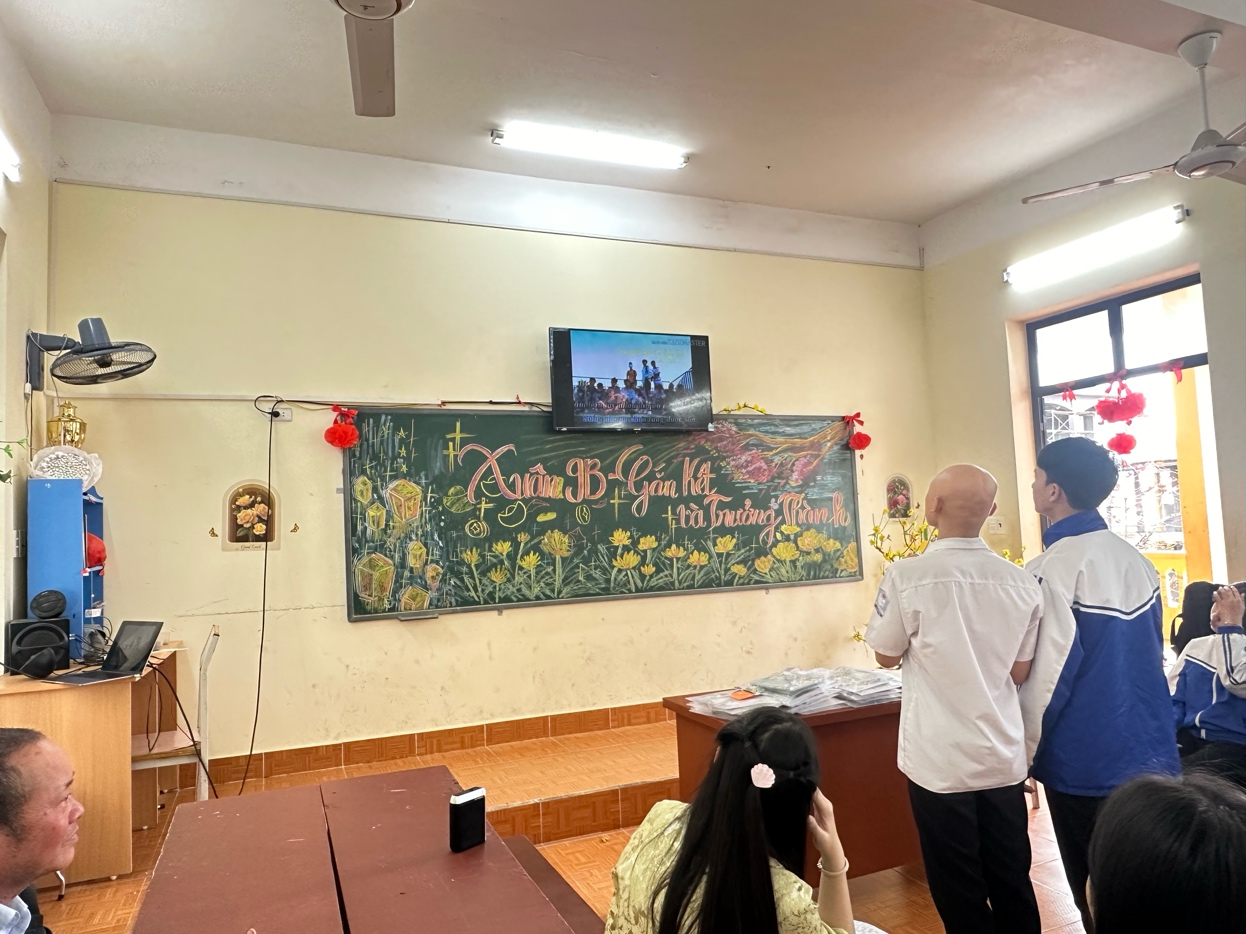 Xuân 9B - Gắn Kết
và Trưởng Thành